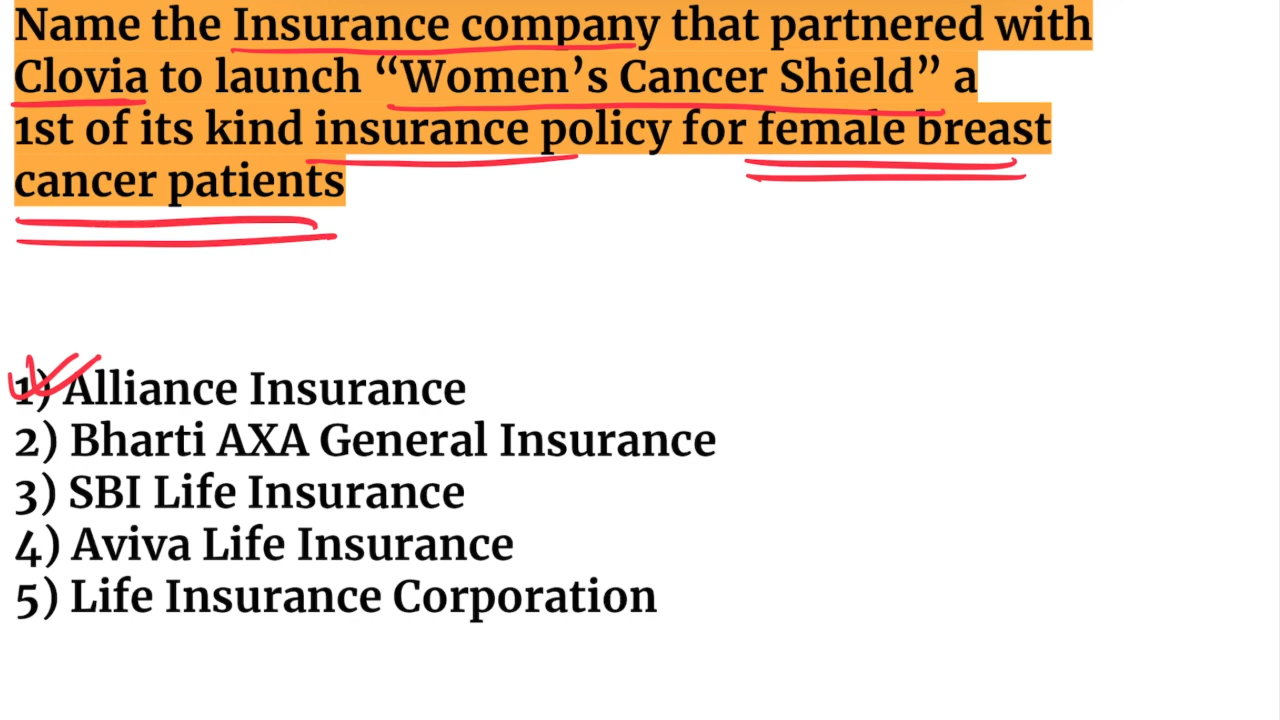 Name the Insurance company that partnered with
Clovia to launch “Women’s Cancer Shield” a
1st of its kind insurance policy for female breast
cancer patients
1) Alliance Insurance
2) Bharti AXA General Insurance
3) SBI Life Insurance
4) Aviva Life Insurance
5) Life Insurance Corporation